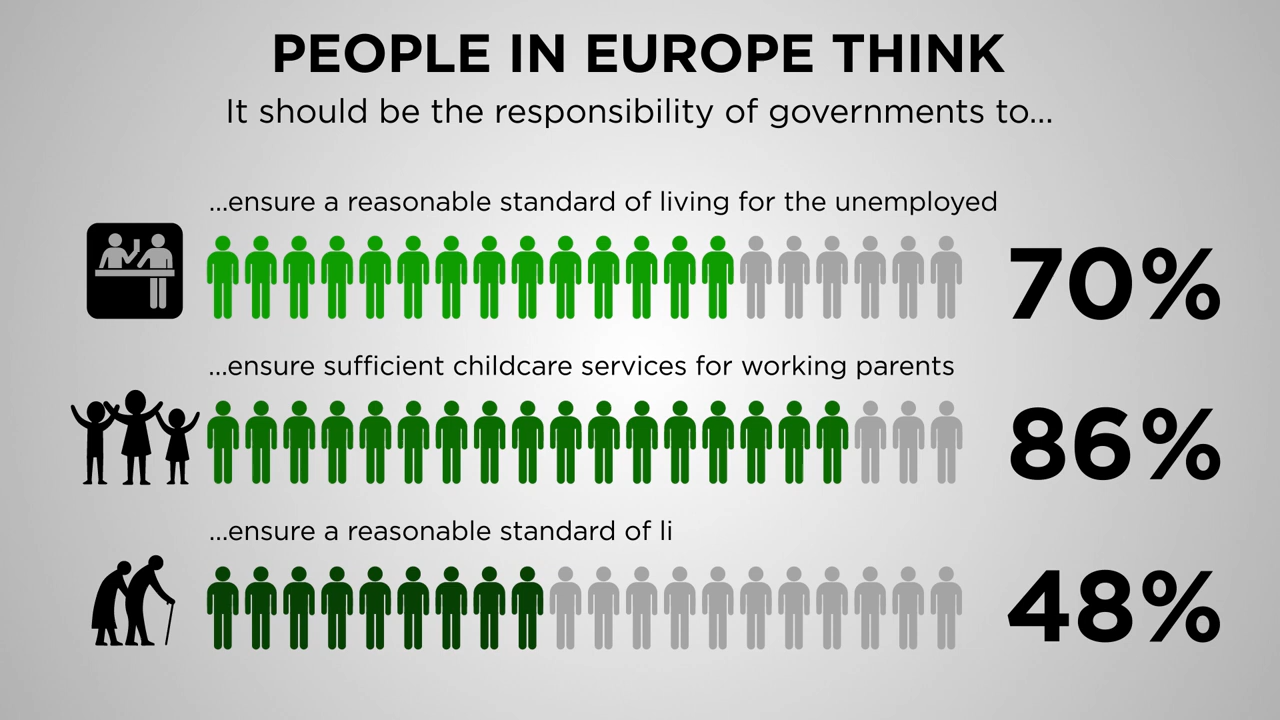 PEOPLE IN EUROPE THINK
It should be the responsibility of governments to...
...ensure a reasonable standard of living for the unemployed
70%
...ensure sufficient childcare services for working parents
86%
...ensure a reasonable standard of li
48%